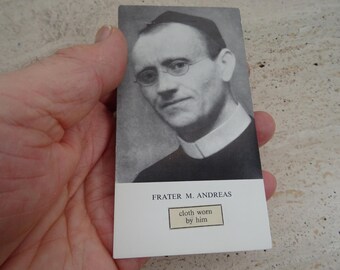 FRATER M. ANDREAS
cloth worn
by him